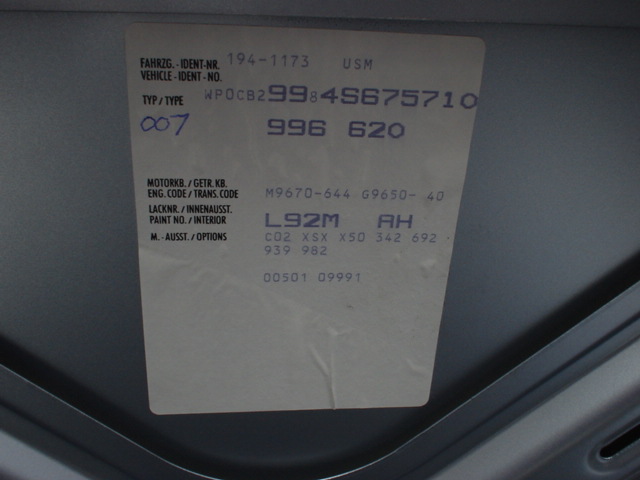 FAHRZG. - IDENT-NR. 194-1173 USM
VEHICLE - IDENT - NO.
TYP / TYPE WP0CB29984S675710
007 996 620
MOTORKB. / GETR. KB.
ENG. CODE / TRANS. CODE M9670-644 G9650- 40
LACKNR. / INNENAUSST.
PAINT NO. / INTERIOR L92M AH
M. - AUSST. / OPTIONS C02 XSX X50 342 692
939 982
00501 09991